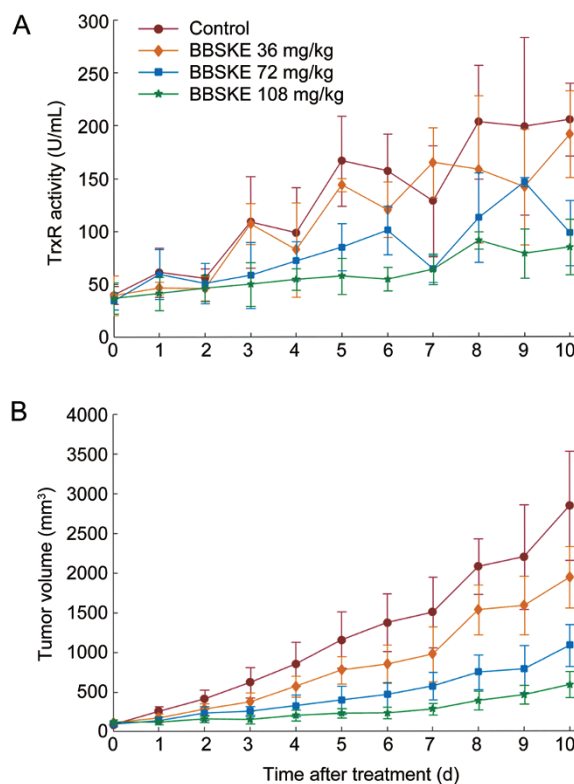 A
Control
BBSKE 36 mg/kg
BBSKE 72 mg/kg
BBSKE 108 mg/kg
TrxR activity (U/mL)
300
250
200
150
100
50
0
0 1 2 3 4 5 6 7 8 9 10
B
Tumor volume (mm³)
4000
3500
3000
2500
2000
1500
1000
500
0
0 1 2 3 4 5 6 7 8 9 10
Time after treatment (d)